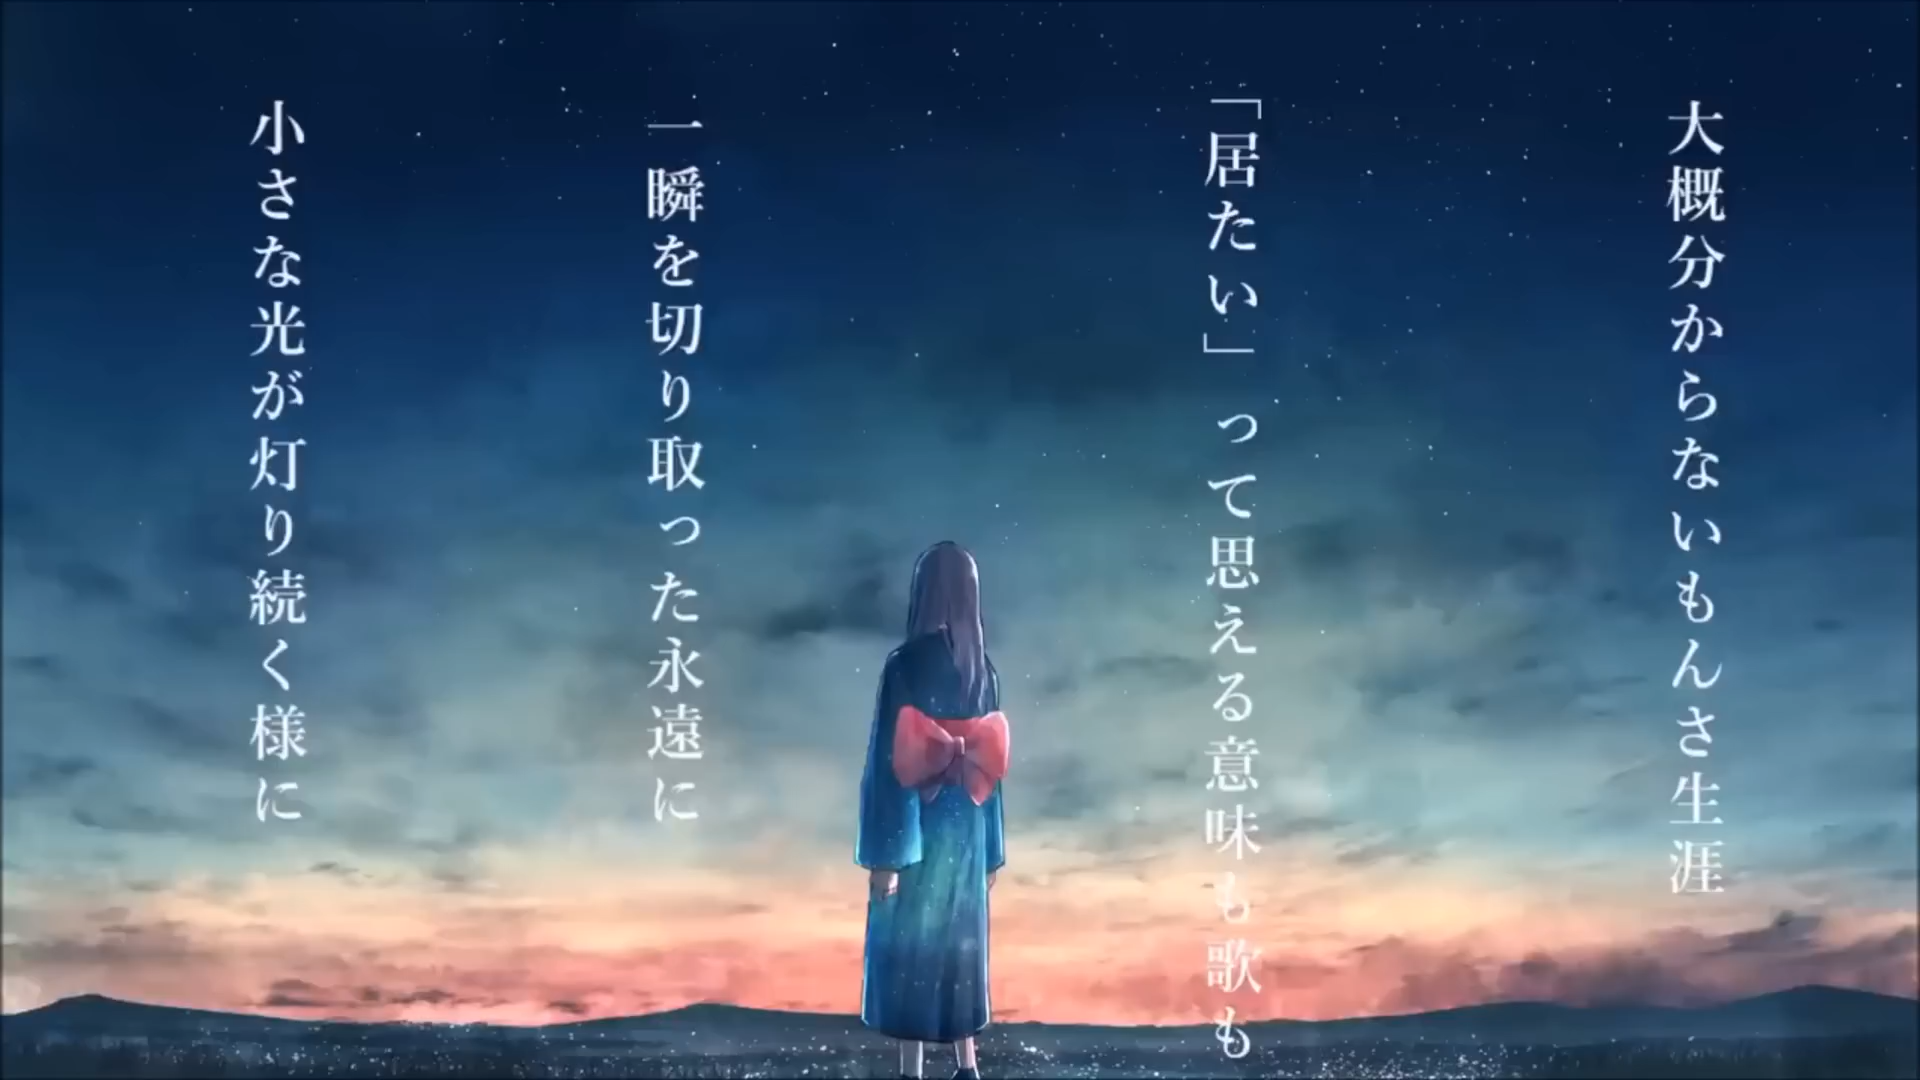 大概分からないもんさ生涯
「居たい」って思える意味も歌も
一瞬を切り取った永遠に
小さな光が灯り続く様に